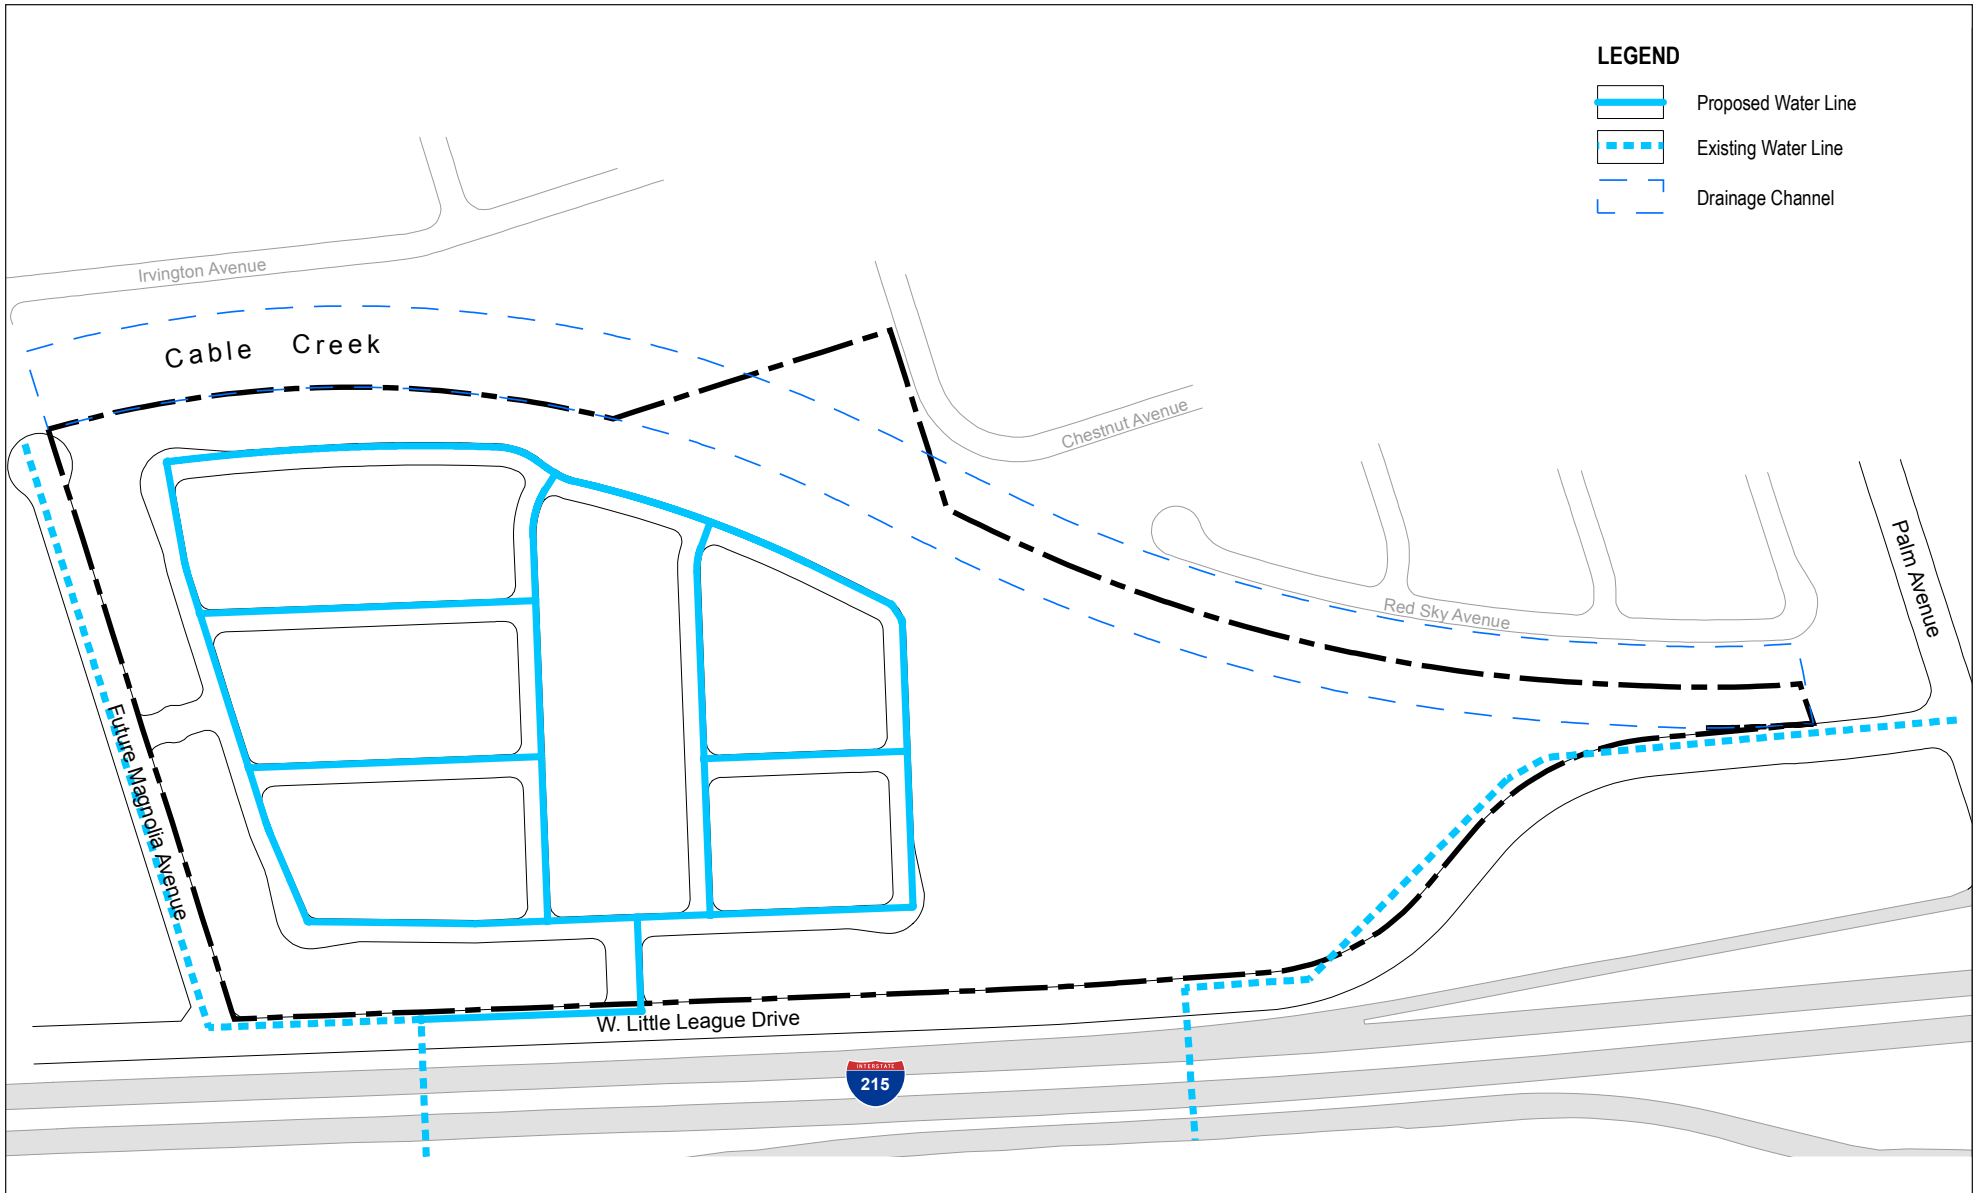 LEGEND
Proposed Water Line
Existing Water Line
Drainage Channel
Irvington Avenue
Cable Creek
Chestnut Avenue
Red Sky Avenue
Palm Avenue
Future Magnolia Avenue
W. Little League Drive
INTERSTATE
215